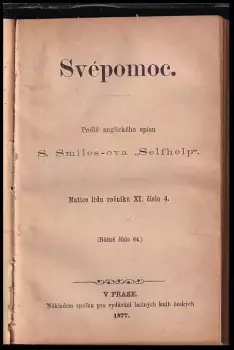 Svépomoc.
Podlé anglického spisu
S. Smiles-ova „Selfhelp“.
Matice lidu ročníku XI. číslo 4.
(Běžné číslo 64.)
V PRAZE.
Nákladem spolku pro vydávání laciných knih českých
1877.